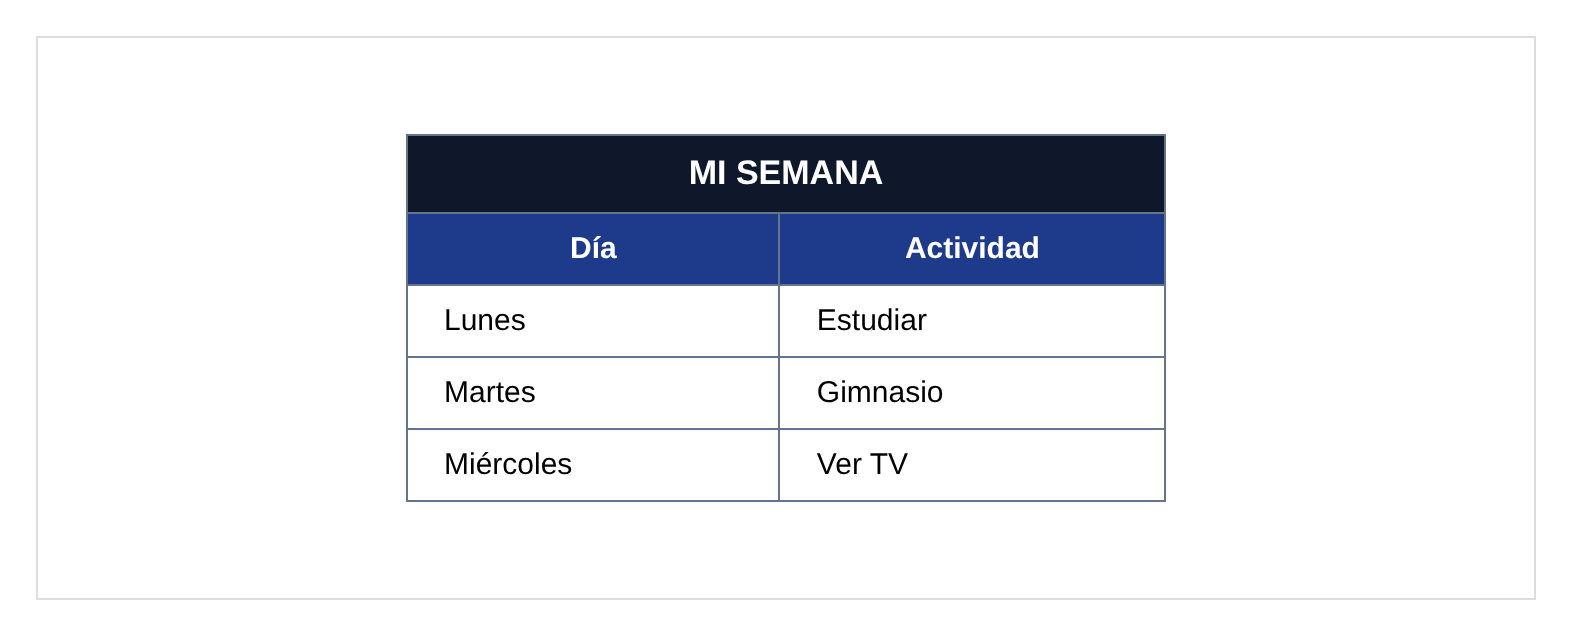 MI SEMANA
Día Actividad
Lunes Estudiar
Martes Gimnasio
Miércoles Ver TV